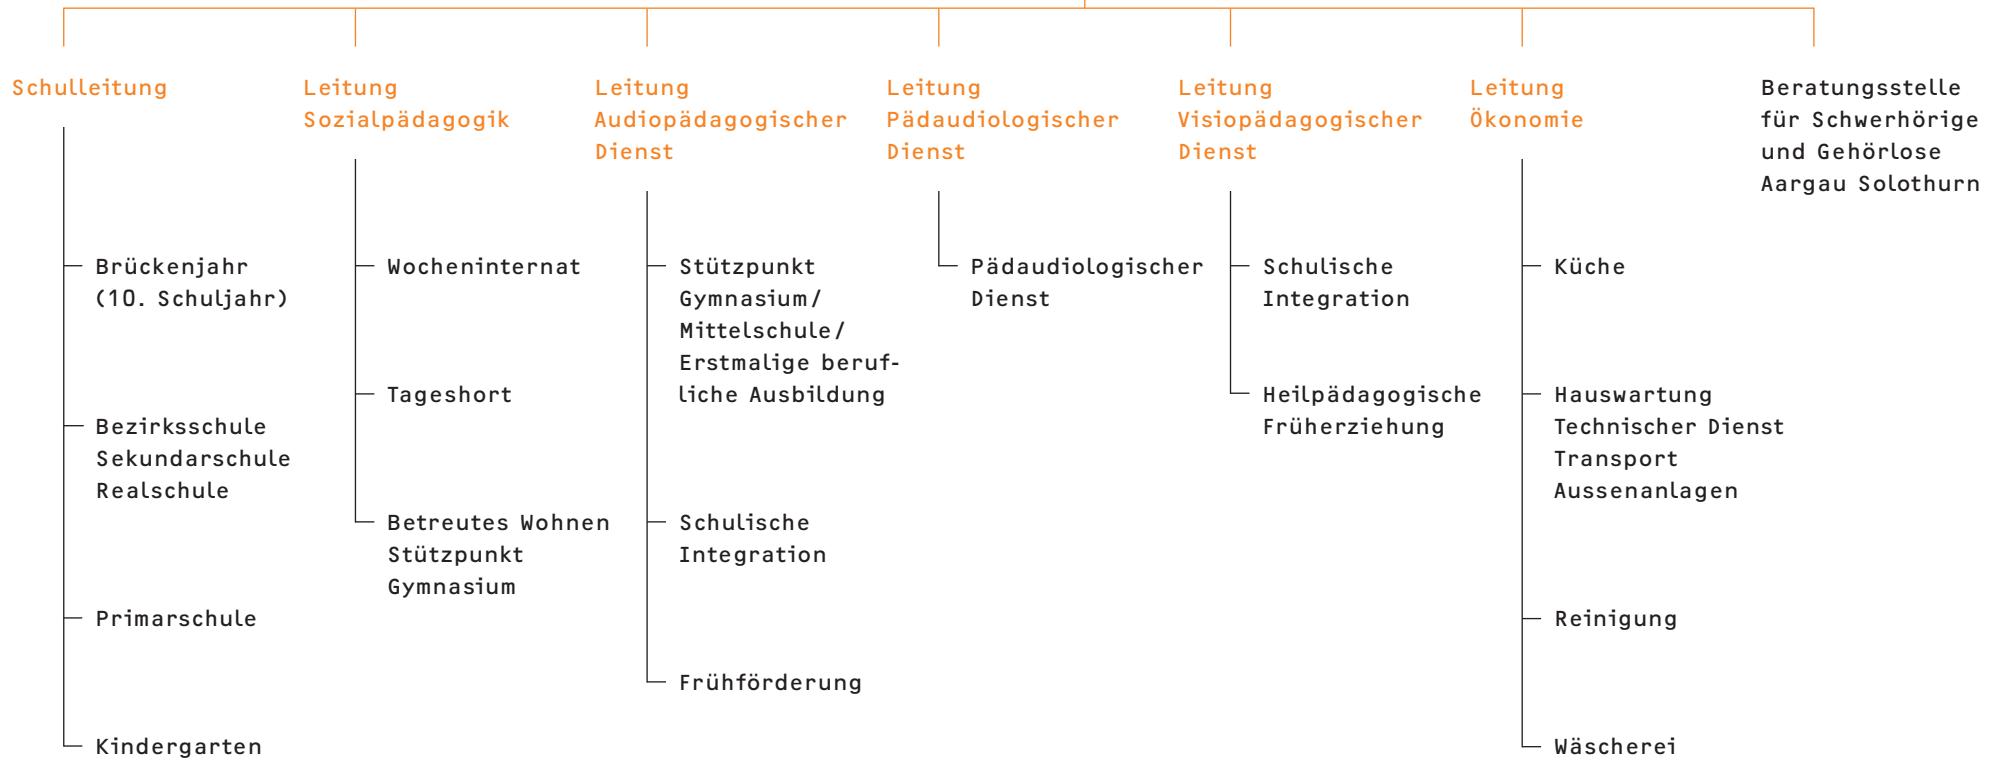 Schulleitung
Brückenjahr
(10. Schuljahr)
Bezirksschule
Sekundarschule
Realschule
Primarschule
Kindergarten
Leitung
Sozialpädagogik
Wocheninternat
Tageshort
Betreutes Wohnen
Stützpunkt
Gymnasium
Leitung
Audiopädagogischer
Dienst
Stützpunkt
Gymnasium/
Mittelschule/
Erstmalige beruf-
liche Ausbildung
Schulische
Integration
Frühförderung
Leitung
Pädaudiologischer
Dienst
Pädaudiologischer
Dienst
Leitung
Visiopädagogischer
Dienst
Schulische
Integration
Heilpädagogische
Früherziehung
Leitung
Ökonomie
Küche
Hauswartung
Technischer Dienst
Transport
Aussenanlagen
Reinigung
Wäscherei
Beratungsstelle
für Schwerhörige
und Gehörlose
Aargau Solothurn